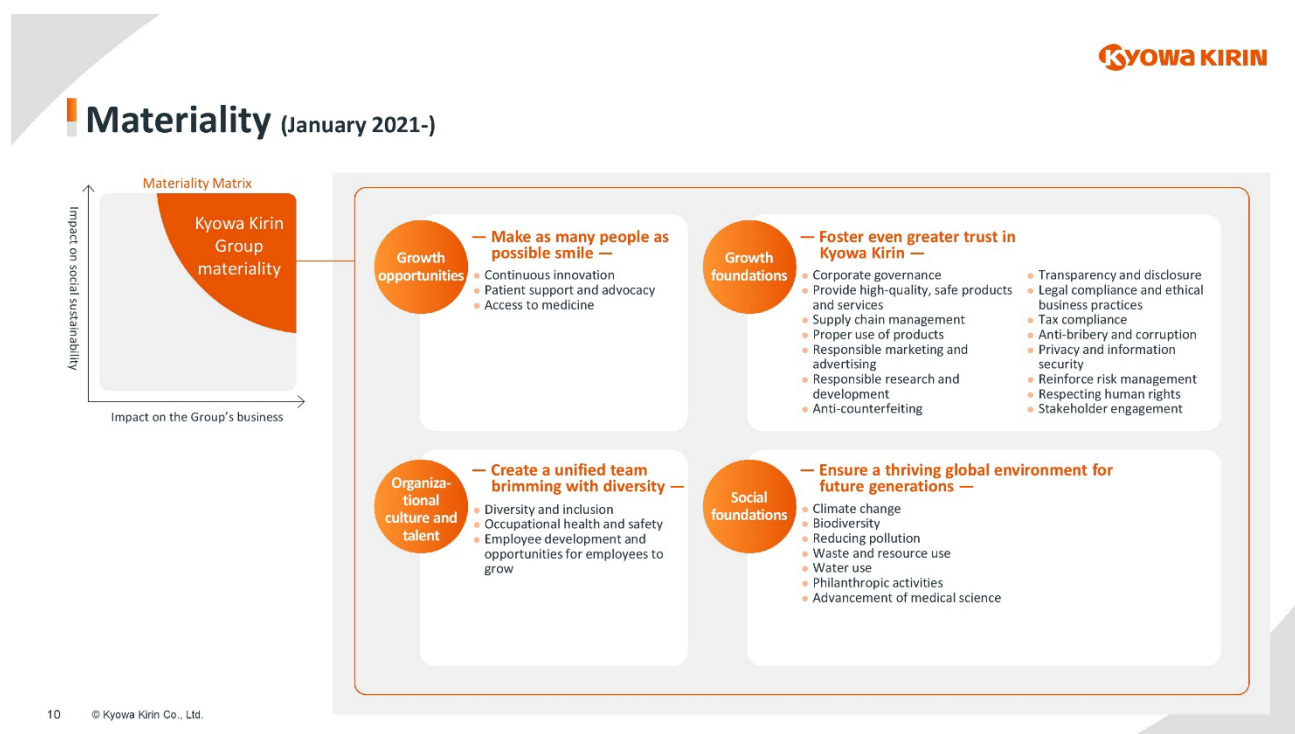 KYOWA KIRIN
Materiality (January 2021-)
Materiality Matrix
Impact on social sustainability
Kyowa Kirin
Group
materiality
Impact on the Group's business
Growth
opportunities
— Make as many people as
possible smile —
Continuous innovation
Patient support and advocacy
Access to medicine
Growth
foundations
— Foster even greater trust in
Kyowa Kirin —
Corporate governance
Provide high-quality, safe products
and services
Supply chain management
Proper use of products
Responsible marketing and
advertising
Responsible research and
development
Anti-counterfeiting
Transparency and disclosure
Legal compliance and ethical
business practices
Tax compliance
Anti-bribery and corruption
Privacy and information
security
Reinforce risk management
Respecting human rights
Stakeholder engagement
Organiza-
tional
culture and
talent
— Create a unified team
brimming with diversity —
Diversity and inclusion
Occupational health and safety
Employee development and
opportunities for employees to
grow
Social
foundations
— Ensure a thriving global environment for
future generations —
Climate change
Biodiversity
Reducing pollution
Waste and resource use
Water use
Philanthropic activities
Advancement of medical science
10 © Kyowa Kirin Co., Ltd.